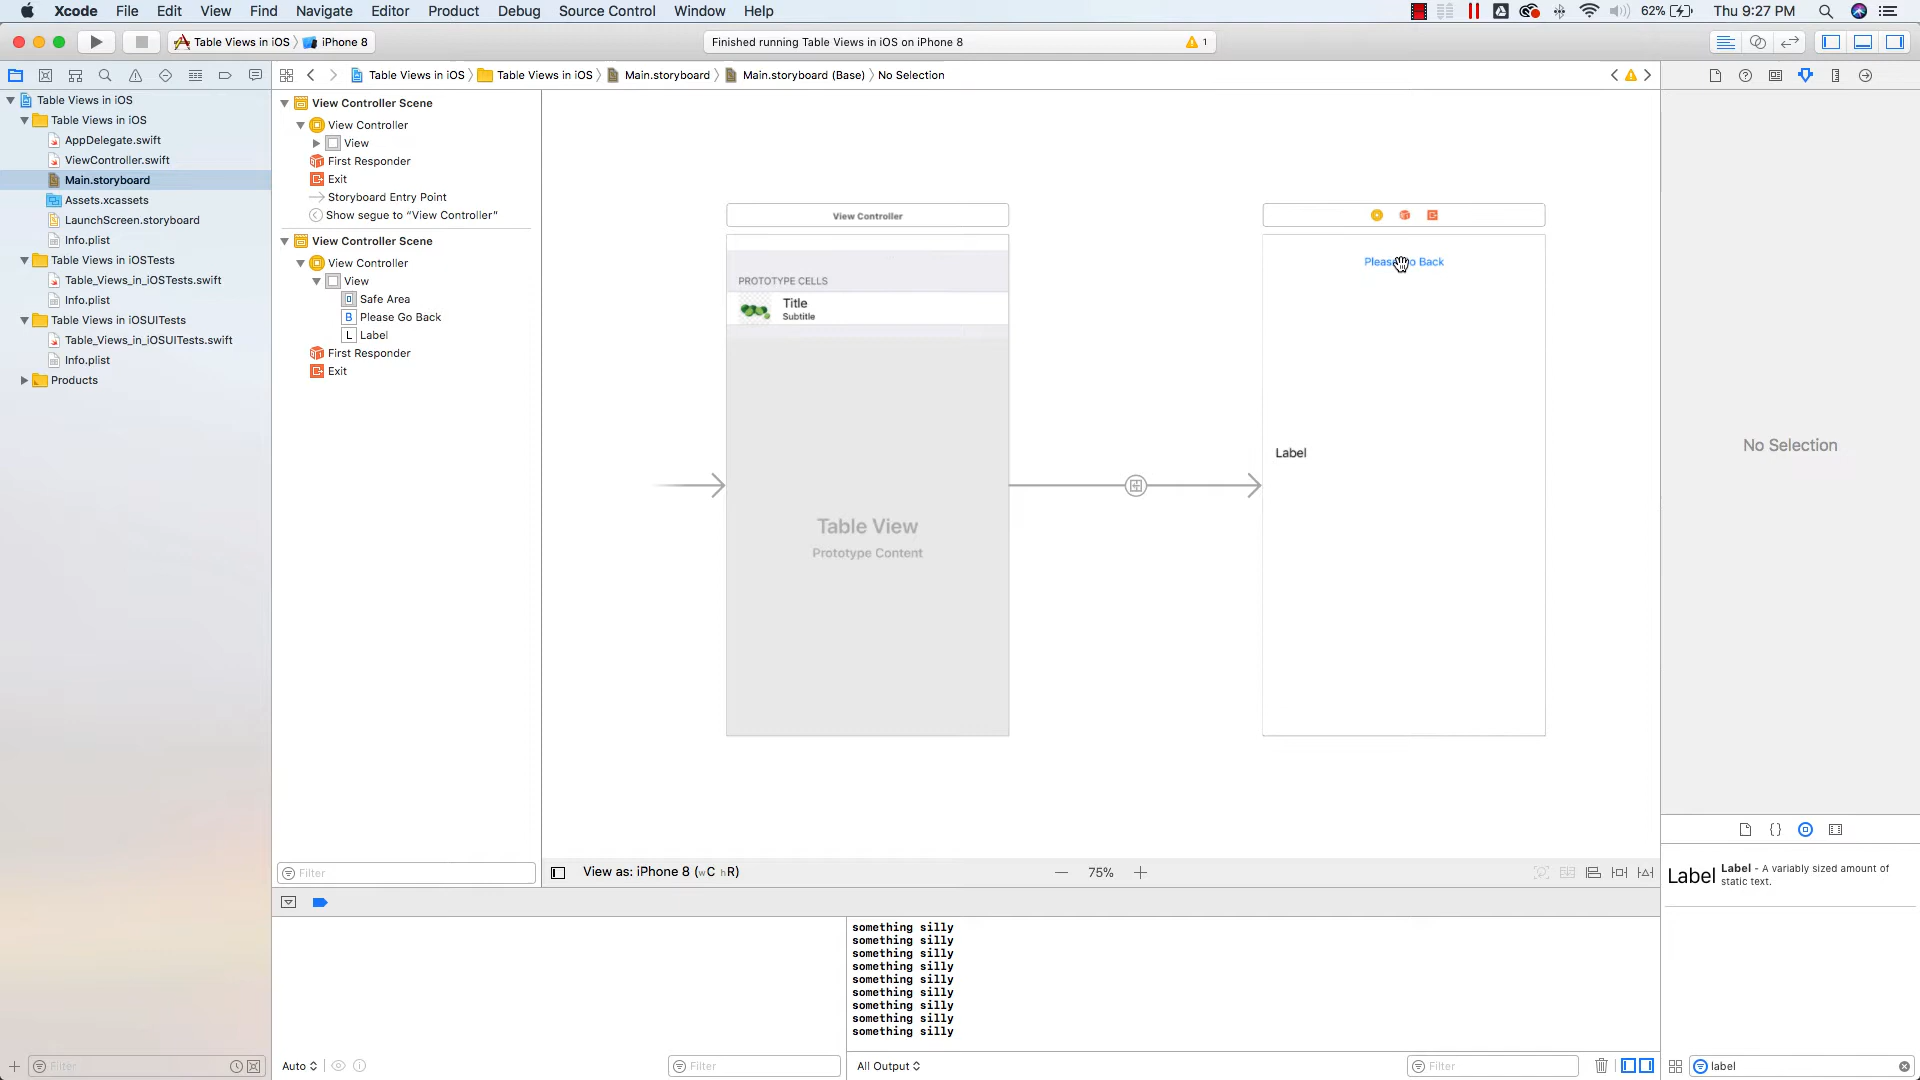 Xcode File Edit View Find Navigate Editor Product Debug Source Control Window Help 62% Thu 9:27 PM
Table Views in iOS iPhone 8 Finished running Table Views in iOS on iPhone 8 1
Table Views in iOS Table Views in iOS Main.storyboard Main.storyboard (Base) No Selection
Table Views in iOS
Table Views in iOS
AppDelegate.swift
ViewController.swift
Main.storyboard
Assets.xcassets
LaunchScreen.storyboard
Info.plist
Table Views in iOSTests
Table_Views_in_iOSTests.swift
Info.plist
Table Views in iOSUITests
Table_Views_in_iOSUITests.swift
Info.plist
Products
Filter
View Controller Scene
View Controller
View
First Responder
Exit
Storyboard Entry Point
Show segue to “View Controller”
View Controller Scene
View Controller
View
Safe Area
B Please Go Back
L Label
First Responder
Exit
Filter
View Controller
PROTOTYPE CELLS
Title
Subtitle
Table View
Prototype Content
Please Back
Label
View as: iPhone 8 (wC hR) 75%
something silly
something silly
something silly
something silly
something silly
something silly
something silly
something silly
something silly
Auto Filter
All Output Filter
No Selection
Label Label - A variably sized amount of
static text.
label